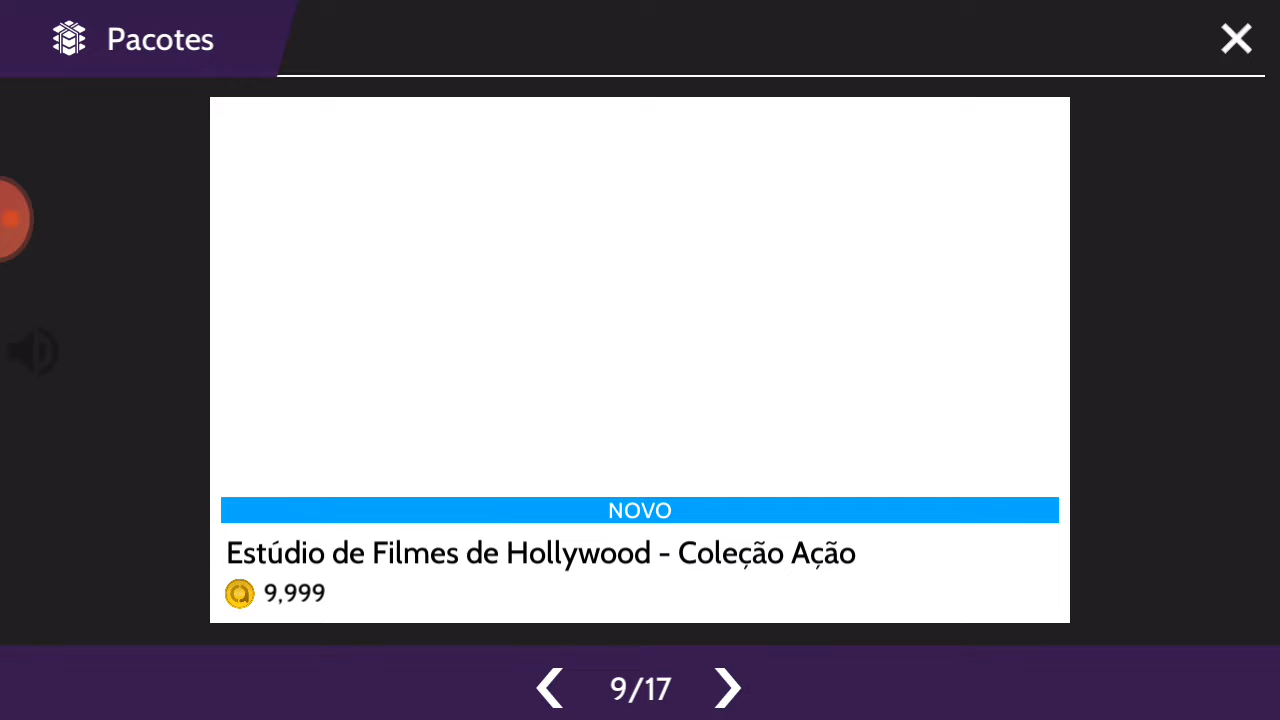 Pacotes
NOVO
Estúdio de Filmes de Hollywood - Coleção Ação
9,999
9/17